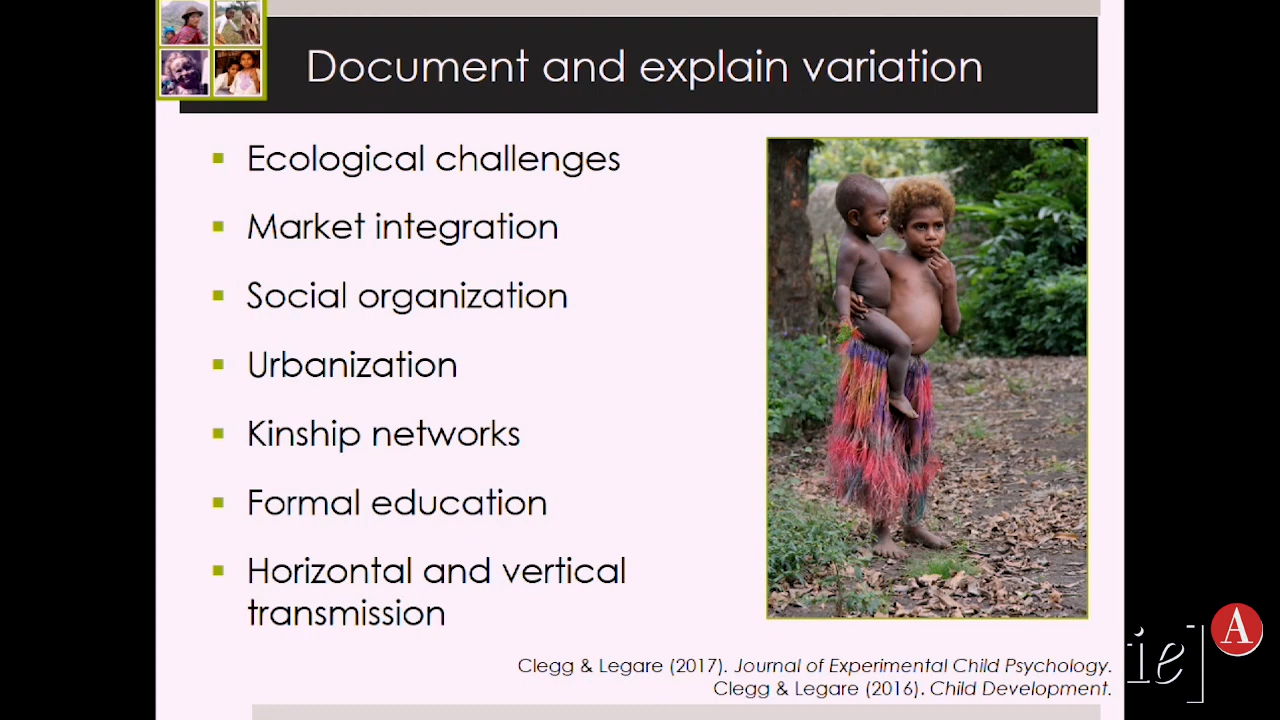 Document and explain variation
Ecological challenges
Market integration
Social organization
Urbanization
Kinship networks
Formal education
Horizontal and vertical
transmission
Clegg & Legare (2017). Journal of Experimental Child Psychology.
Clegg & Legare (2016). Child Development.
ie]
A